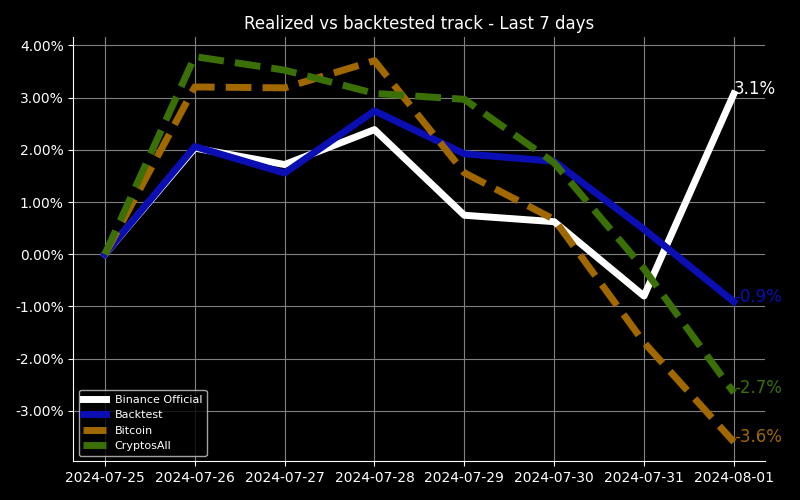 Realized vs backtested track - Last 7 days
4.00%
3.00%
2.00%
1.00%
0.00%
-1.00%
-2.00%
-3.00%
3.1%
-0.9%
-2.7%
-3.6%
Binance Official
Backtest
Bitcoin
CryptosAll
2024-07-25 2024-07-26 2024-07-27 2024-07-28 2024-07-29 2024-07-30 2024-07-31 2024-08-01